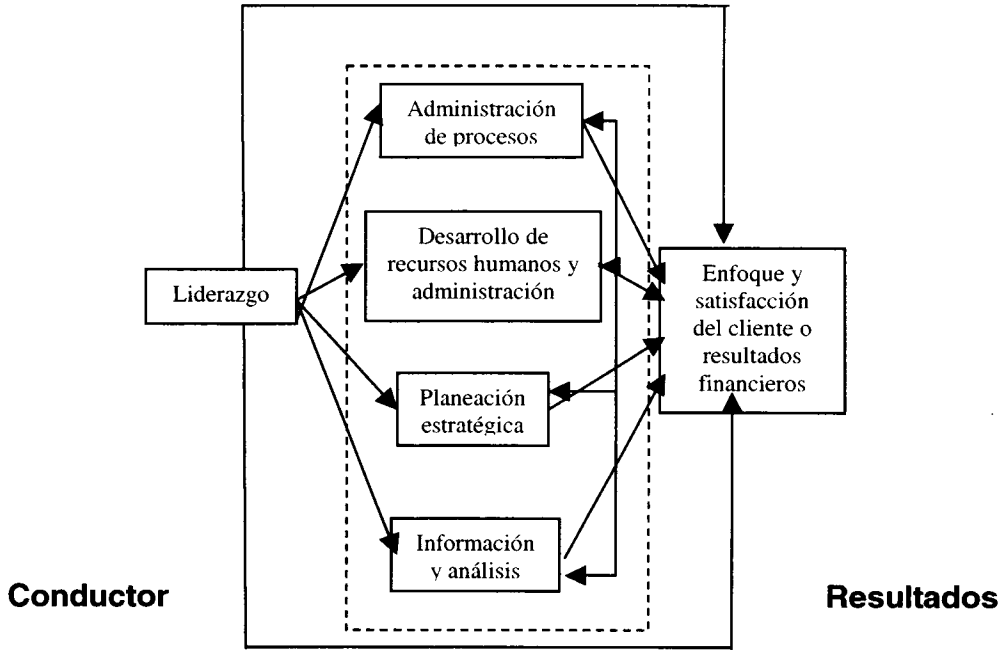 Administración
de procesos
Desarrollo de
recursos humanos y
administración
Liderazgo
Enfoque y
satisfacción
del cliente o
resultados
financieros
Planeación
estratégica
Información
y análisis
Conductor
Resultados